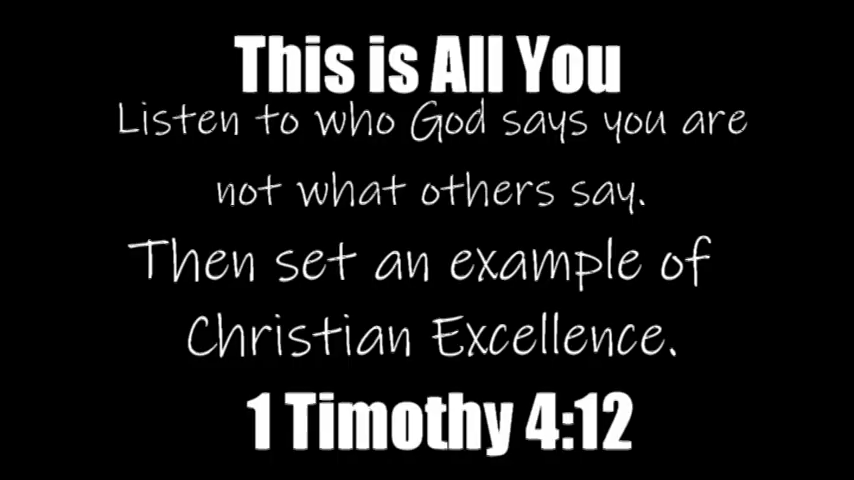 This is All You
Listen to who God says you are
not what others say.
Then set an example of
Christian Excellence.
1 Timothy 4:12